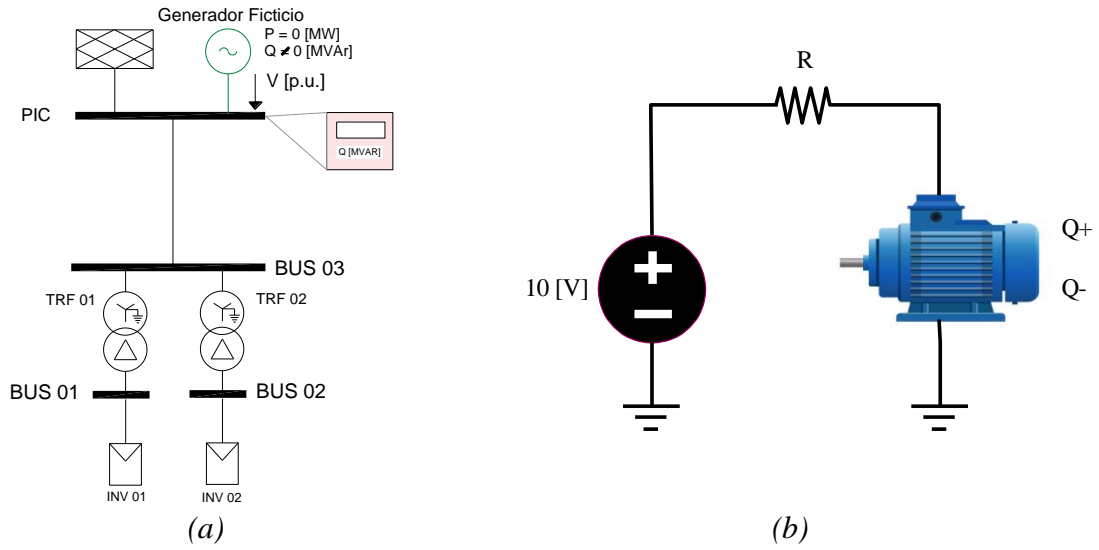 Generador Ficticio
P = 0 [MW]
Q ≠ 0 [MVAr]
V [p.u.]
PIC
Q [MVAR]
BUS 03
TRF 01
TRF 02
BUS 01
BUS 02
INV 01
INV 02
(a)
R
10 [V]
Q+
Q-
(b)